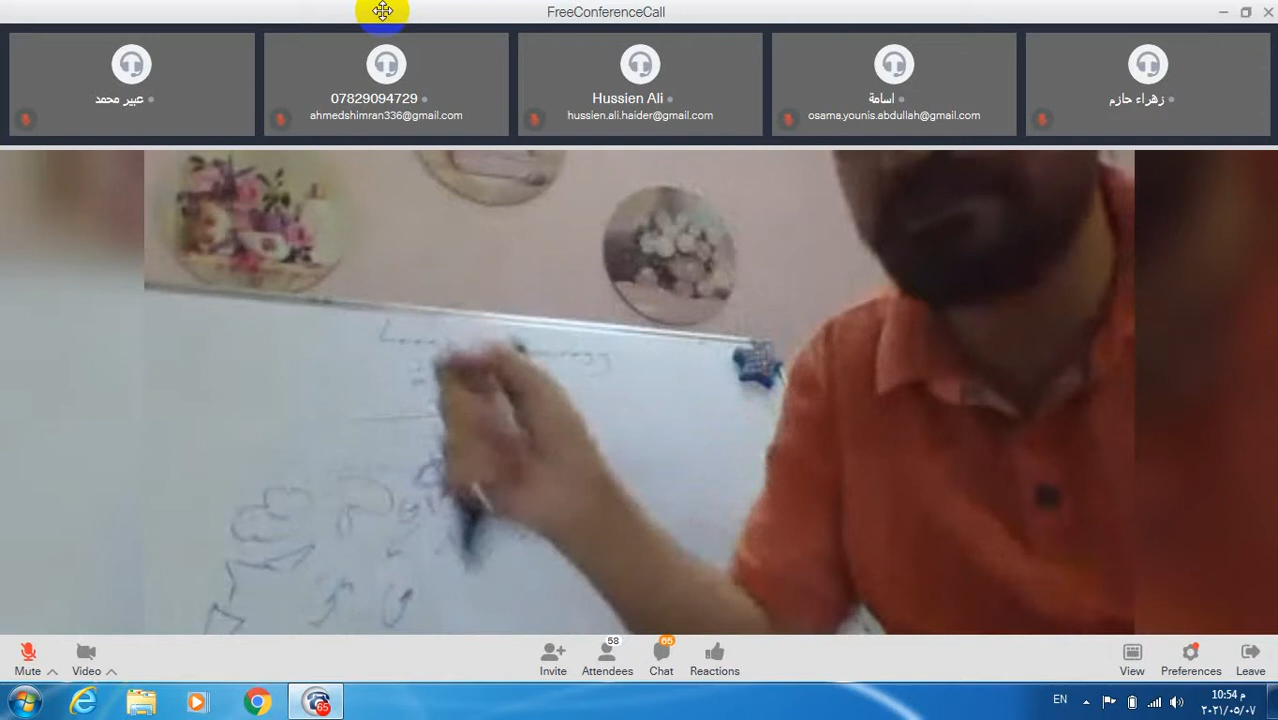 FreeConferenceCall
عبير محمد
07829094729
ahmedshimran336@gmail.com
Hussien Ali
hussien.ali.haider@gmail.com
اسامة
osama.younis.abdullah@gmail.com
زهراء حازم
Mute
Video
Invite
58
Attendees
65
Chat
Reactions
View
Preferences
Leave
65
EN
10:54 م
٢٠٢١/٠٥/٠٧